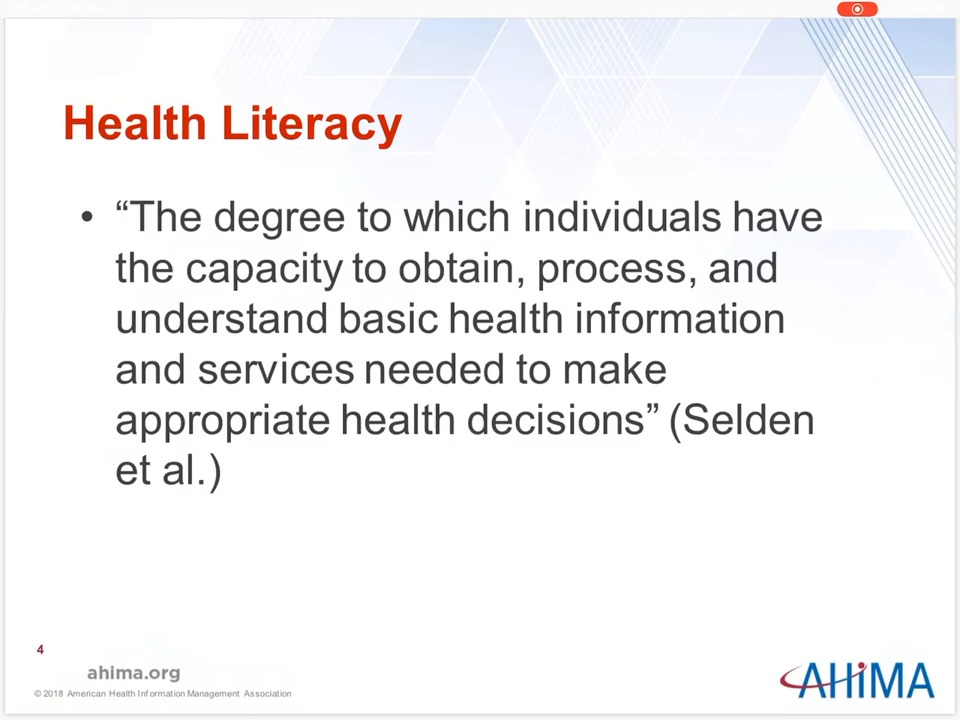 Health Literacy
• “The degree to which individuals have
the capacity to obtain, process, and
understand basic health information
and services needed to make
appropriate health decisions” (Selden
et al.)
4
ahima.org
© 2018 American Health Information Management Association
AHIMA